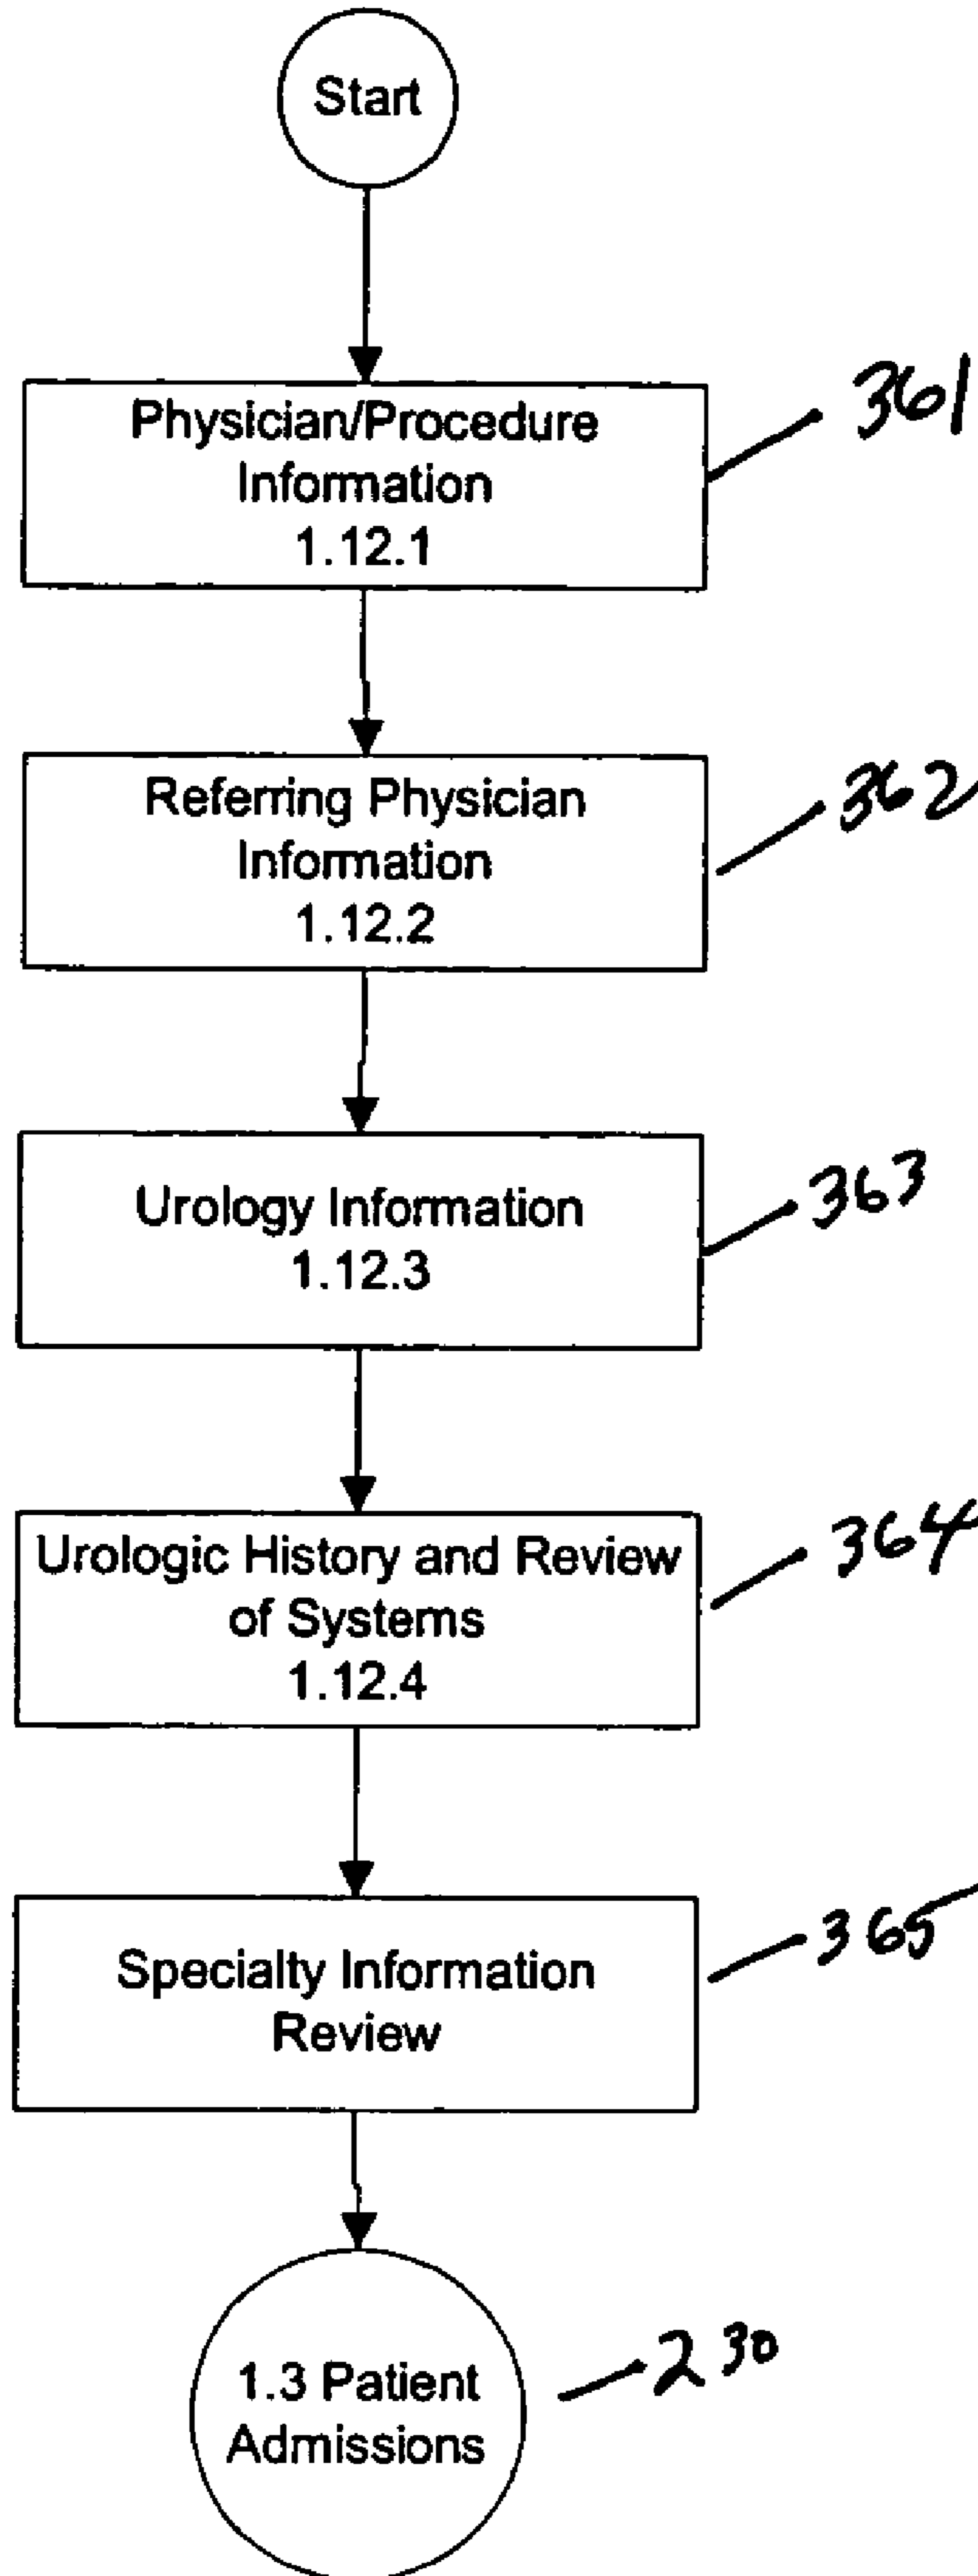 Start
Physician/Procedure
Information
1.12.1
361
Referring Physician
Information
1.12.2
362
Urology Information
1.12.3
363
Urologic History and Review
of Systems
1.12.4
364
Specialty Information
Review
365
1.3 Patient
Admissions
230